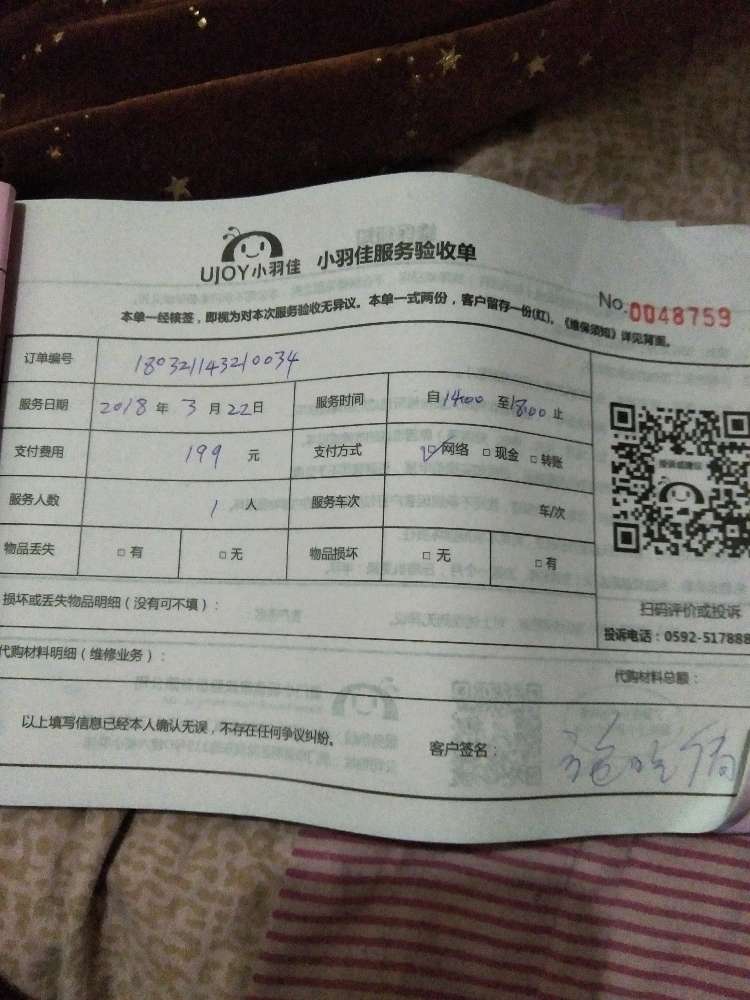 UJOY小羽佳 小羽佳服务验收单
No. 0048759
本单一经核签，即视为对本次服务验收无异议。本单一式两份，客户留存一份(红)。《维保须知》详见背面。
订单编号 180321143210034
服务日期 2018 年 3 月 22 日 服务时间 自 14:00 至 18:00 止
支付费用 199 元 支付方式 ☑网络 □现金 □转账
服务人数 1 人 服务车次 车/次
物品丢失 □有 □无 物品损坏 □无 □有
损坏或丢失物品明细（没有可不填）：
扫码评价或投诉
投诉电话：0592-517888
代购材料明细（维修业务）：
代购材料总额：
以上填写信息已经本人确认无误，不存在任何争议纠纷。
客户签名：